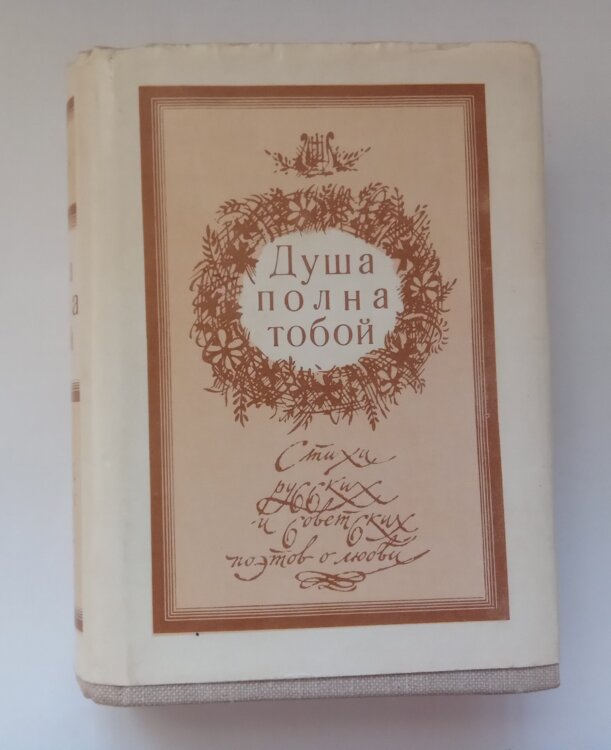 Душа
полна
тобой
Стихи
русских
и советских
поэтов о любви